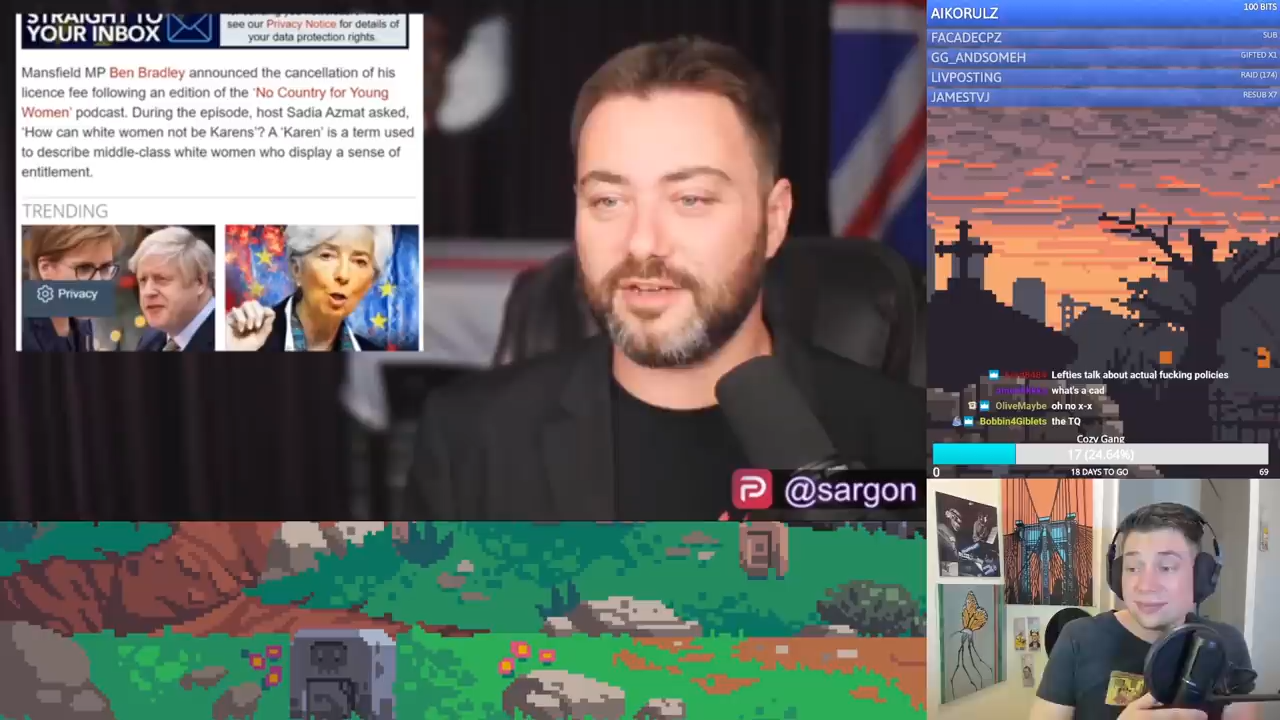 STRAIGHT TO
YOUR INBOX
see our Privacy Notice for details of
your data protection rights.
Mansfield MP Ben Bradley announced the cancellation of his
licence fee following an edition of the 'No Country for Young
Women' podcast. During the episode, host Sadia Azmat asked,
'How can white women not be Karens'? A 'Karen' is a term used
to describe middle-class white women who display a sense of
entitlement.
TRENDING
Privacy
@sargon
AIKORULZ 100 BITS
FACADECPZ SUB
GG_ANDSOMEH GIFTED X1
LIVPOSTING RAID (174)
JAMESTVJ RESUB X7
Lefties talk about actual fucking policies
what's a cad
OliveMaybe oh no x-x
Bobbin4Giblets the TQ
Cozy Gang
17 (24.64%)
0 18 DAYS TO GO 69